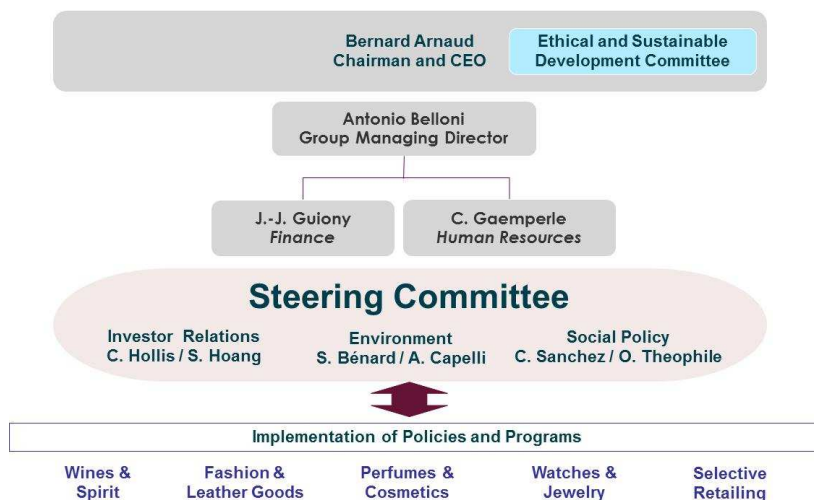 Bernard Arnaud
Chairman and CEO
Ethical and Sustainable
Development Committee
Antonio Belloni
Group Managing Director
J.-J. Guiony
Finance
C. Gaemperle
Human Resources
Steering Committee
Investor Relations
C. Hollis / S. Hoang
Environment
S. Bénard / A. Capelli
Social Policy
C. Sanchez / O. Theophile
Implementation of Policies and Programs
Wines &
Spirit
Fashion &
Leather Goods
Perfumes &
Cosmetics
Watches &
Jewelry
Selective
Retailing